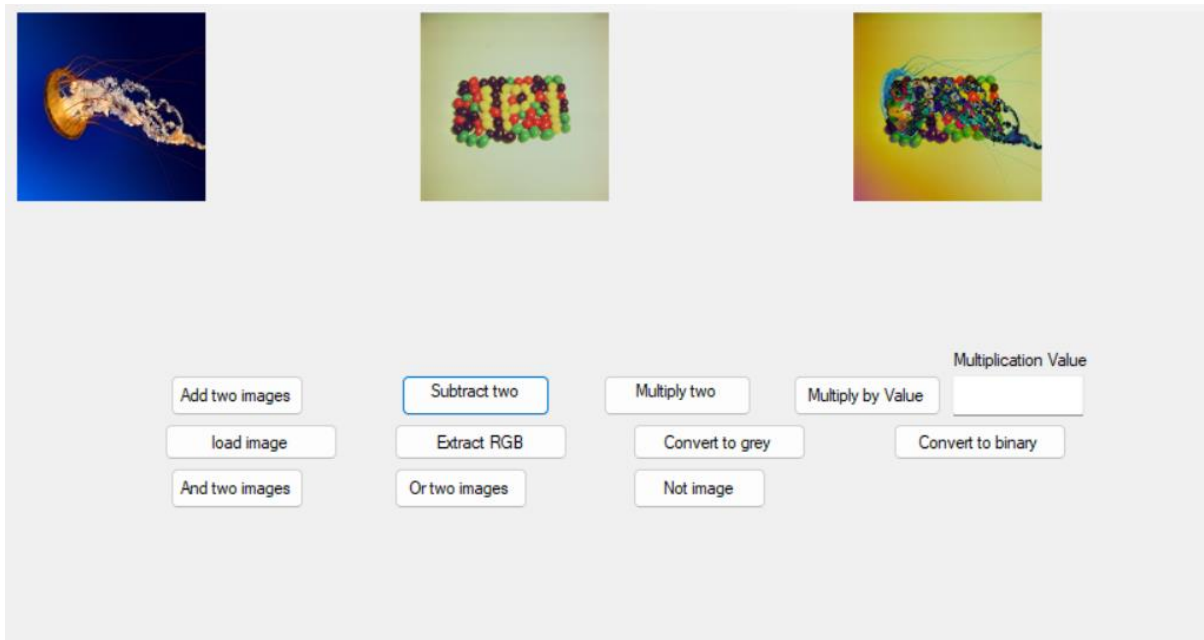 Multiplication Value
Add two images
Subtract two
Multiply two
Multiply by Value
load image
Extract RGB
Convert to grey
Convert to binary
And two images
Or two images
Not image